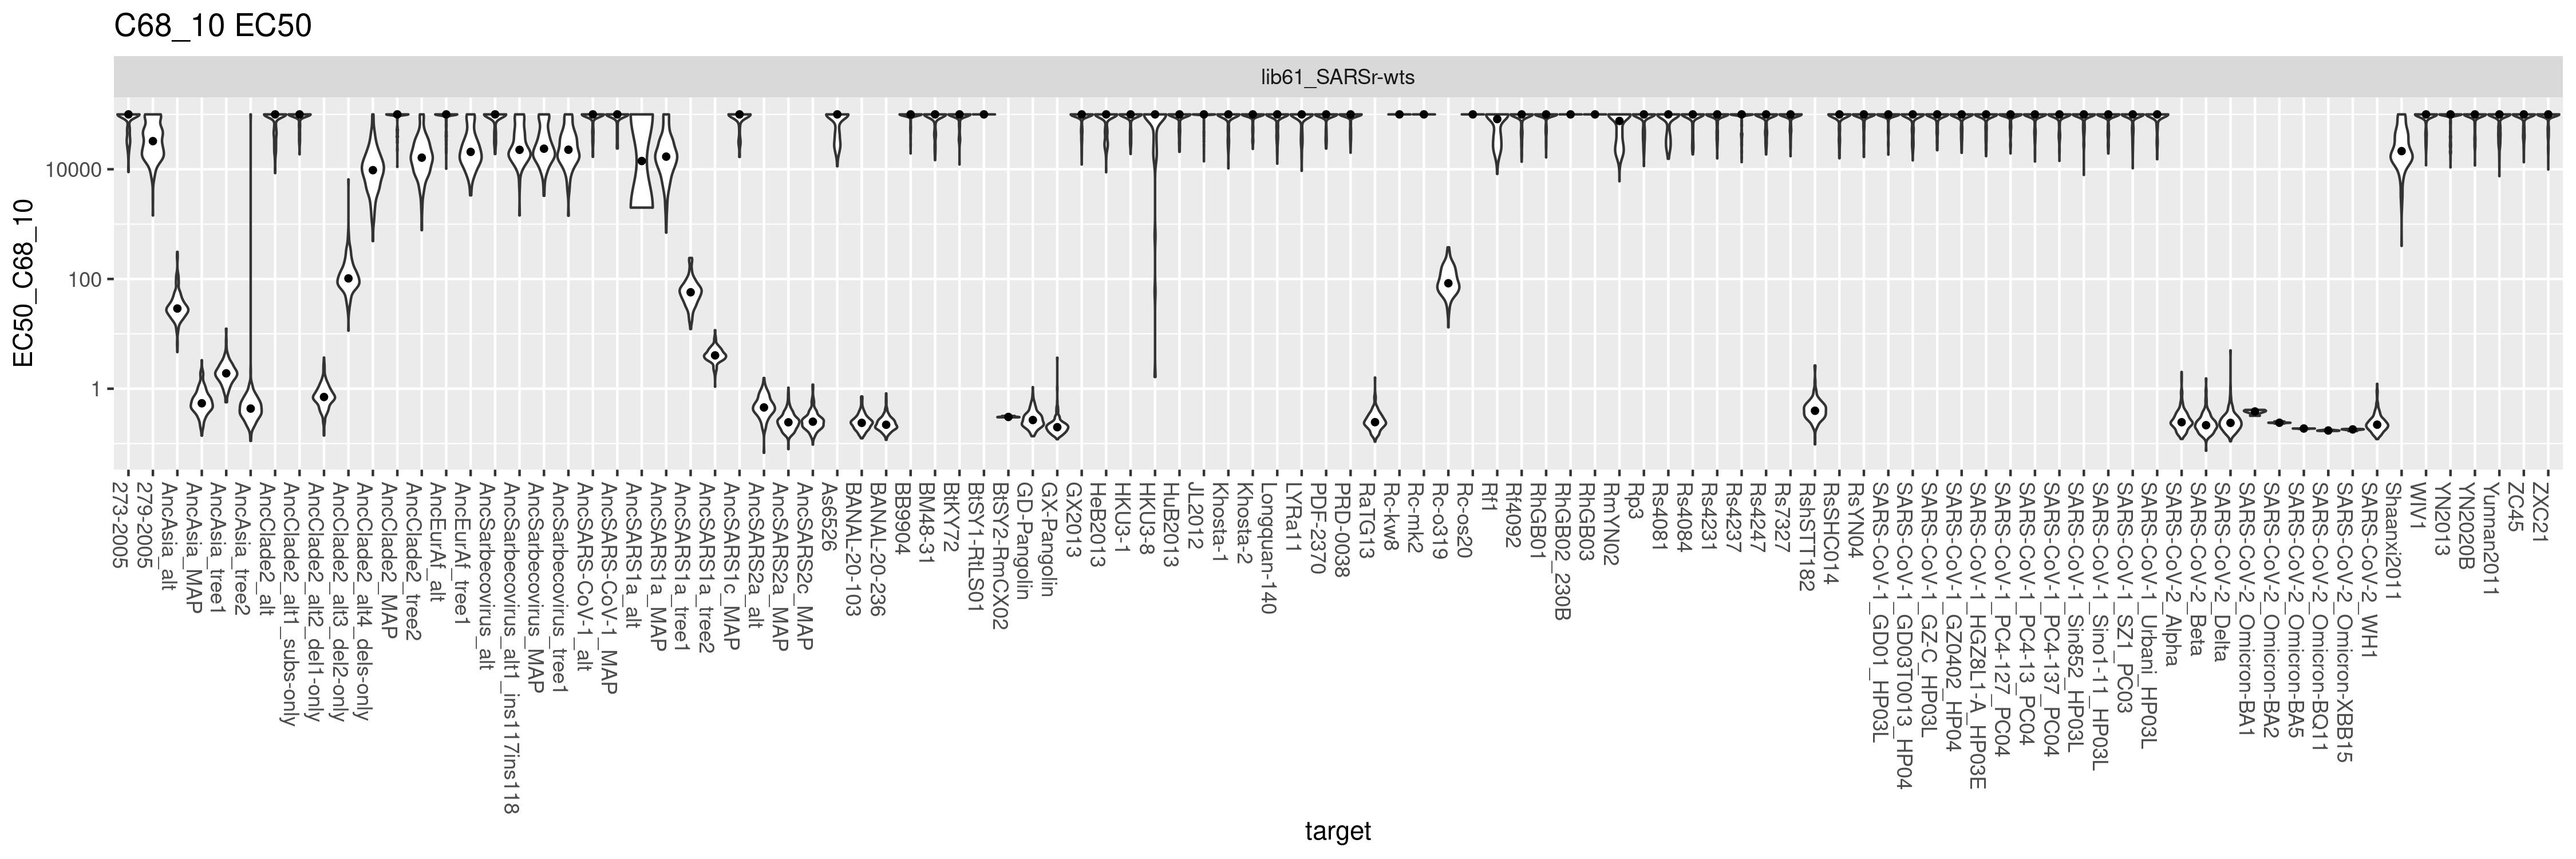 C68_10 EC50
lib61_SARSr-wts
EC50_C68_10
10000
100
1
273-2005
279-2005
AncAsia_alt
AncAsia_MAP
AncAsia_tree1
AncAsia_tree2
AncClade2_alt
AncClade2_alt1_subs-only
AncClade2_alt2_del1-only
AncClade2_alt3_del2-only
AncClade2_alt4_dels-only
AncClade2_MAP
AncClade2_tree2
AncEurAf_alt
AncEurAf_tree1
AncSarbecovirus_alt
AncSarbecovirus_alt1_ins117ins118
AncSarbecovirus_MAP
AncSarbecovirus_tree1
AncSARS-CoV-1_alt
AncSARS-CoV-1_MAP
AncSARS1a_alt
AncSARS1a_MAP
AncSARS1a_tree1
AncSARS1a_tree2
AncSARS1c_MAP
AncSARS2a_alt
AncSARS2a_MAP
AncSARS2c_MAP
As6526
BANAL-20-103
BANAL-20-236
BB9904
BM48-31
BtKY72
BtSY1-RtLS01
BtSY2-RmCX02
GD-Pangolin
GX-Pangolin
GX2013
HeB2013
HKU3-1
HKU3-8
HuB2013
JL2012
Khosta-1
Khosta-2
Longquan-140
LYRa11
PDF-2370
PRD-0038
RaTG13
Rc-kw8
Rc-mk2
Rc-o319
Rc-os20
Rf1
Rf4092
RhGB01
RhGB02_230B
RhGB03
RmYN02
Rp3
Rs4081
Rs4084
Rs4231
Rs4237
Rs4247
Rs7327
RshSTT182
RsSHC014
RsYN04
SARS-CoV-1_GD01_HP03L
SARS-CoV-1_GD03T0013_HP04
SARS-CoV-1_GZ-C_HP03L
SARS-CoV-1_GZ0402_HP04
SARS-CoV-1_HGZ8L1-A_HP03E
SARS-CoV-1_PC4-127_PC04
SARS-CoV-1_PC4-13_PC04
SARS-CoV-1_PC4-137_PC04
SARS-CoV-1_Sin852_HP03L
SARS-CoV-1_Sino1-11_HP03L
SARS-CoV-1_SZ1_PC03
SARS-CoV-1_Urbani_HP03L
SARS-CoV-2_Alpha
SARS-CoV-2_Beta
SARS-CoV-2_Delta
SARS-CoV-2_Omicron-BA1
SARS-CoV-2_Omicron-BA2
SARS-CoV-2_Omicron-BA5
SARS-CoV-2_Omicron-BQ11
SARS-CoV-2_Omicron-XBB15
SARS-CoV-2_WH1
Shaanxi2011
WIV1
YN2013
YN2020B
Yunnan2011
ZC45
ZXC21
target